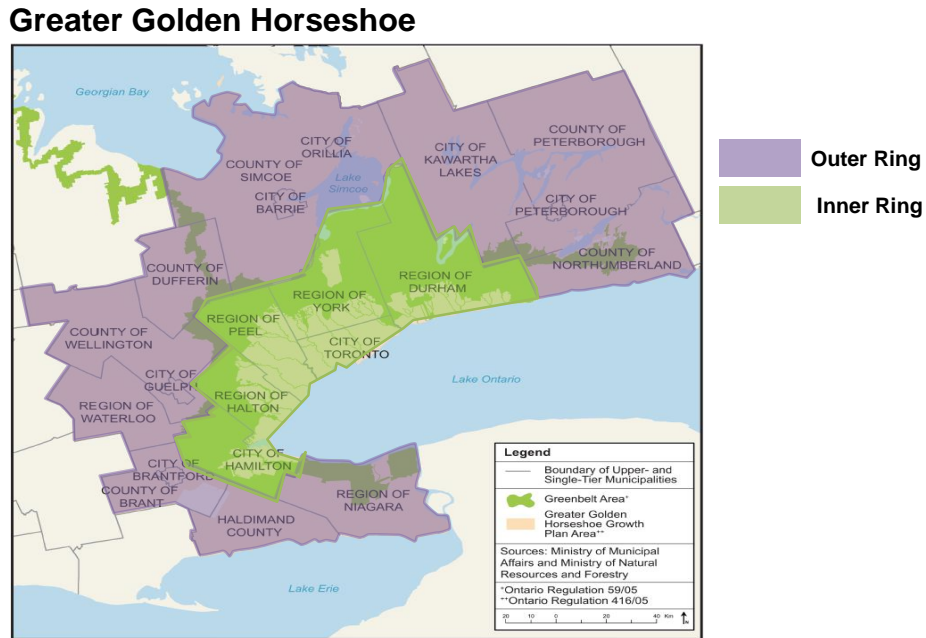 Greater Golden Horseshoe
Georgian Bay
CITY OF
ORILLIA
COUNTY OF
SIMCOE
Lake
Simcoe
CITY OF
BARRIE
CITY OF
KAWARTHA
LAKES
COUNTY OF
PETERBOROUGH
CITY OF
PETERBOROUGH
COUNTY OF
NORTHUMBERLAND
COUNTY OF
DUFFERIN
REGION OF
DURHAM
REGION OF
YORK
REGION OF
PEEL
CITY OF
TORONTO
COUNTY OF
WELLINGTON
CITY OF
GUELPH
REGION OF
WATERLOO
REGION OF
HALTON
Lake Ontario
CITY OF
HAMILTON
CITY OF
BRANTFORD
COUNTY OF
BRANT
REGION OF
NIAGARA
HALDIMAND
COUNTY
Lake Erie
Outer Ring
Inner Ring
Legend
Boundary of Upper- and
Single-Tier Municipalities
Greenbelt Area*
Greater Golden
Horseshoe Growth
Plan Area**
Sources: Ministry of Municipal
Affairs and Ministry of Natural
Resources and Forestry
*Ontario Regulation 59/05
**Ontario Regulation 416/05
20 10 0 20 40 Km
N